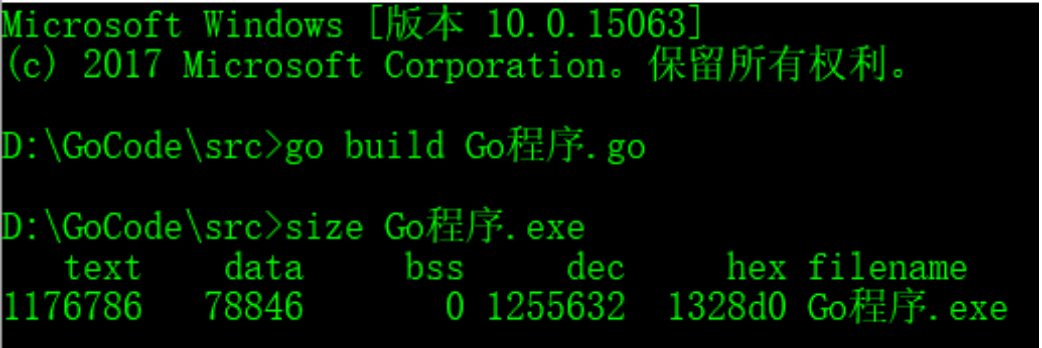 Microsoft Windows [版本 10.0.15063]
(c) 2017 Microsoft Corporation。保留所有权利。
D:\GoCode\src>go build Go程序.go
D:\GoCode\src>size Go程序.exe
text data bss dec hex filename
1176786 78846 0 1255632 1328d0 Go程序.exe